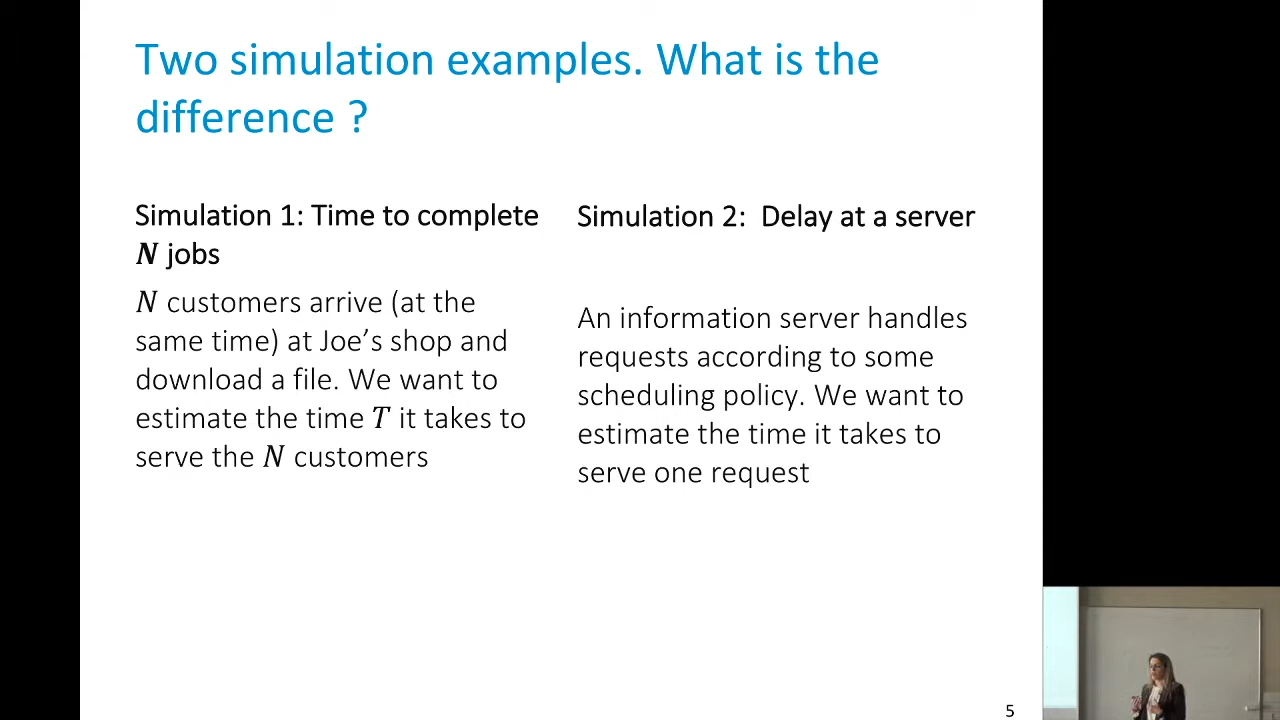 Two simulation examples. What is the
difference ?
Simulation 1: Time to complete
N jobs
N customers arrive (at the
same time) at Joe’s shop and
download a file. We want to
estimate the time T it takes to
serve the N customers
Simulation 2:  Delay at a server
An information server handles
requests according to some
scheduling policy. We want to
estimate the time it takes to
serve one request
5